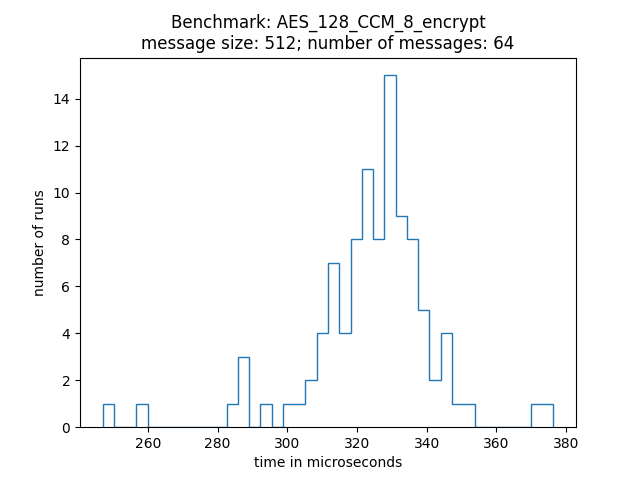 Benchmark: AES_128_CCM_8_encrypt
message size: 512; number of messages: 64
14
12
10
8
6
4
2
0
number of runs
260 280 300 320 340 360 380
time in microseconds